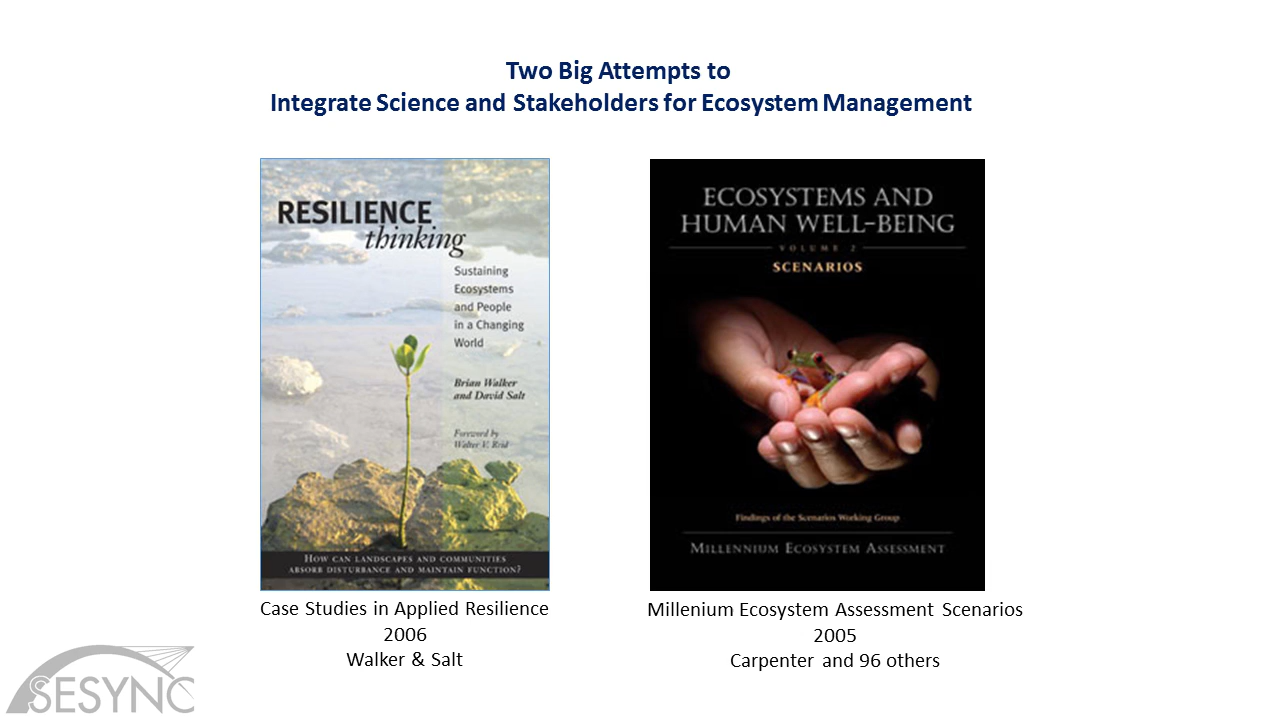 Two Big Attempts to
Integrate Science and Stakeholders for Ecosystem Management
RESILIENCE
thinking
Sustaining
Ecosystems
and People
in a Changing
World
Brian Walker
and David Salt
Foreword by
Walter V. Reid
HOW CAN LANDSCAPES AND COMMUNITIES
ABSORB DISTURBANCE AND MAINTAIN FUNCTION?
Case Studies in Applied Resilience
2006
Walker & Salt
ECOSYSTEMS AND
HUMAN WELL-BEING
VOLUME 2
SCENARIOS
Findings of the Scenarios Working Group
MILLENNIUM ECOSYSTEM ASSESSMENT
Millenium Ecosystem Assessment Scenarios
2005
Carpenter and 96 others
SESYNC